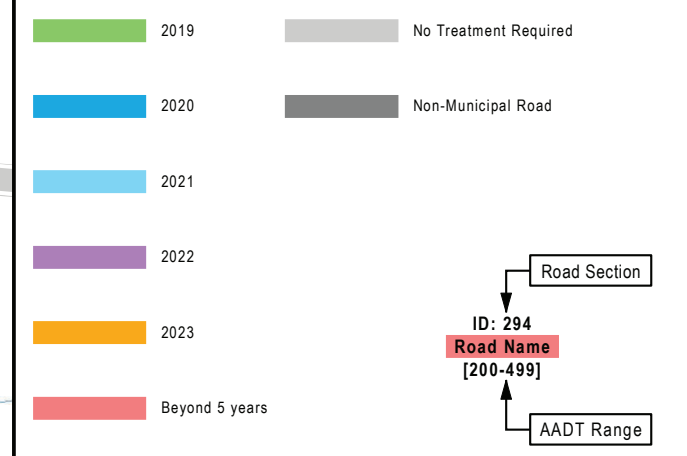 2019
No Treatment Required
2020
Non-Municipal Road
2021
2022
2023
Beyond 5 years
Road Section
ID: 294
Road Name
[200-499]
AADT Range